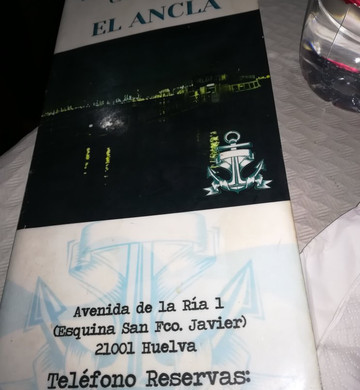 EL ANCLA
Avenida de la Ría 1
(Esquina San Fco. Javier)
21001 Huelva
Teléfono Reservas: